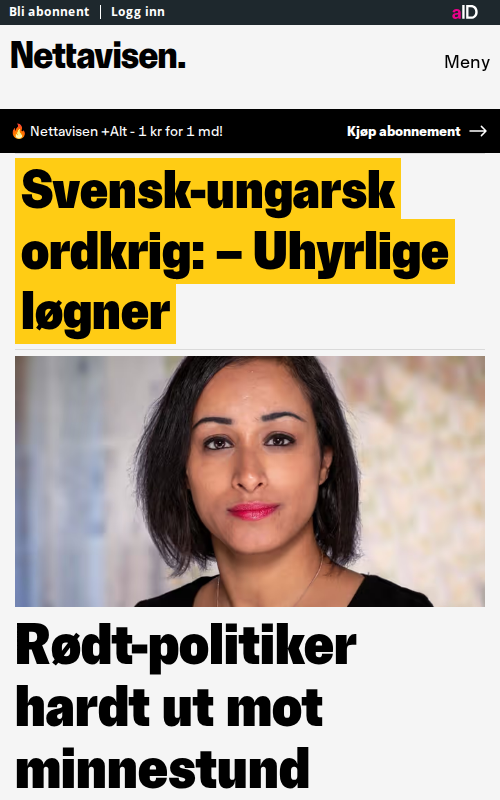 Bli abonnent Logg inn
aID
Nettavisen.
Meny
🔥 Nettavisen +Alt - 1 kr for 1 md!
Kjøp abonnement →
Svensk-ungarsk
ordkrig: – Uhyrlige
løgner
Rødt-politiker
hardt ut mot
minnestund